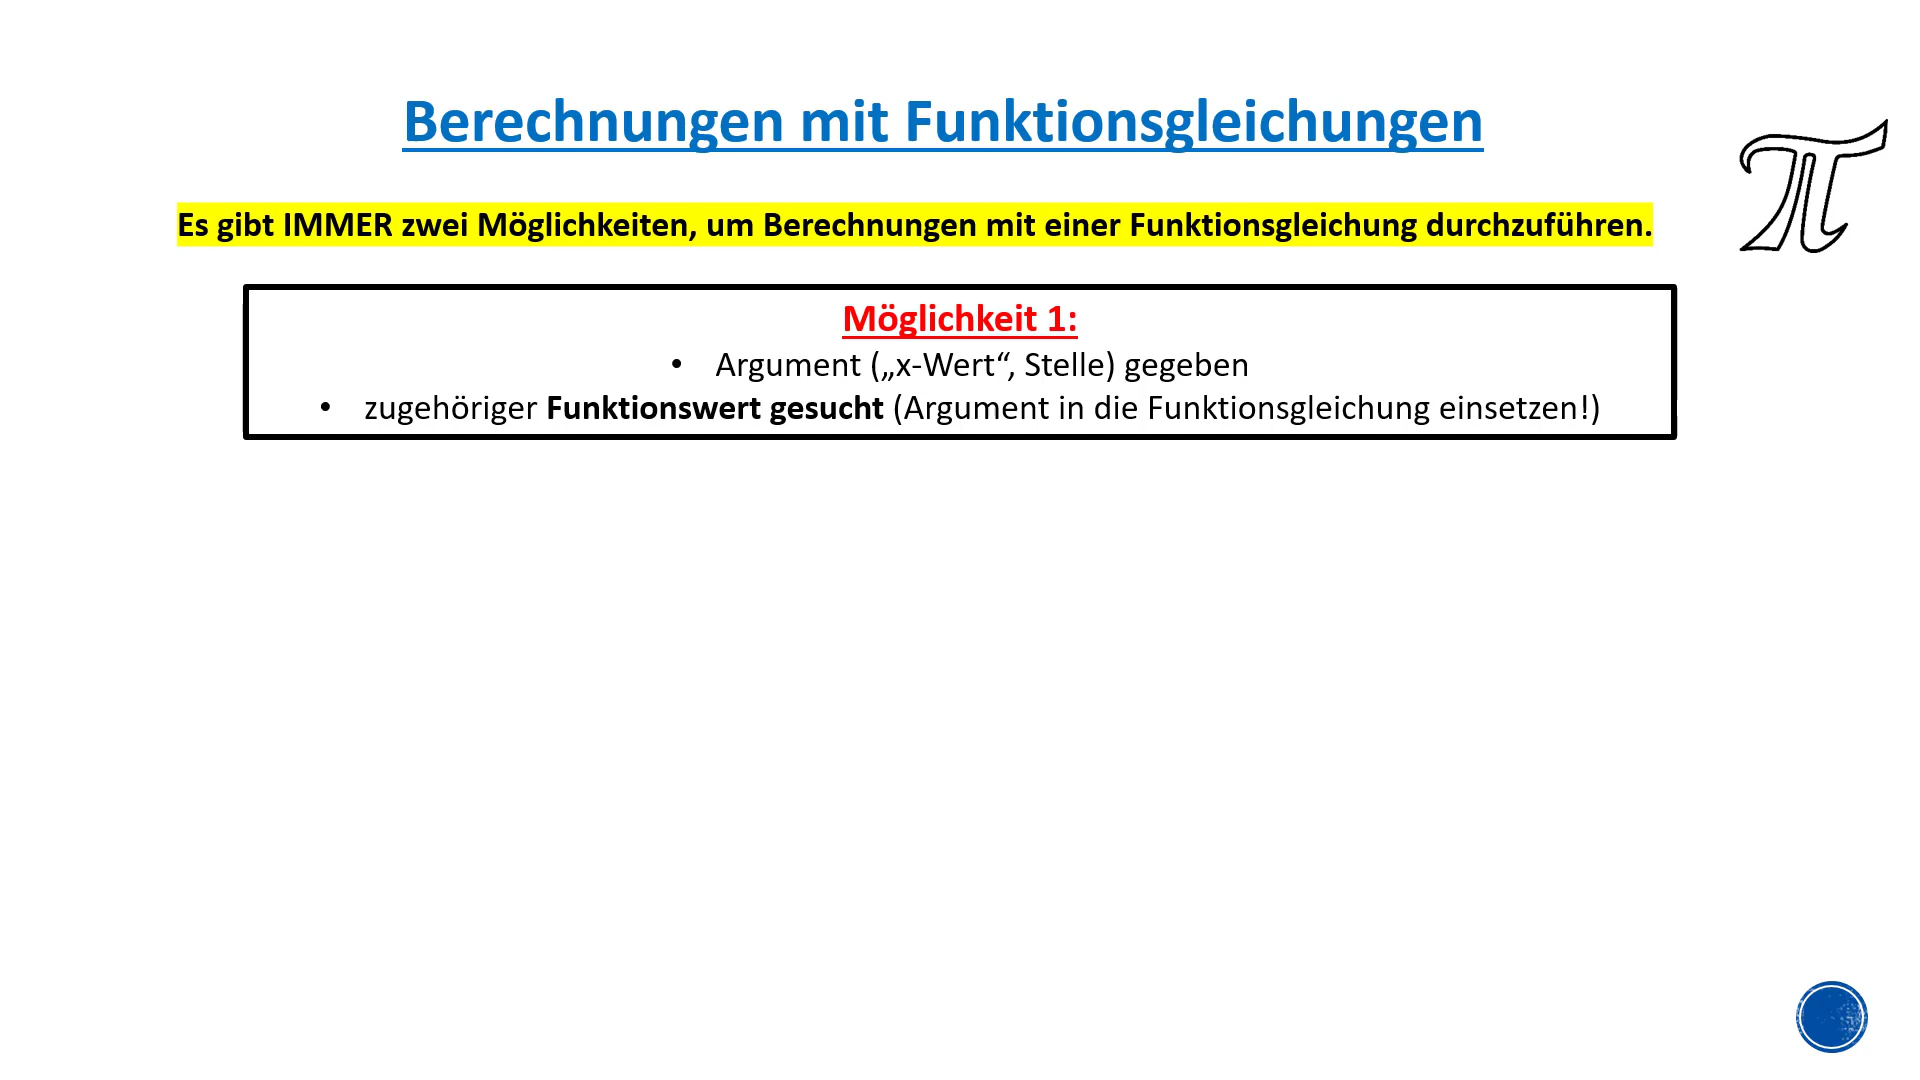 Berechnungen mit Funktionsgleichungen
π
Es gibt IMMER zwei Möglichkeiten, um Berechnungen mit einer Funktionsgleichung durchzuführen.
Möglichkeit 1:
• Argument („x-Wert“, Stelle) gegeben
• zugehöriger Funktionswert gesucht (Argument in die Funktionsgleichung einsetzen!)